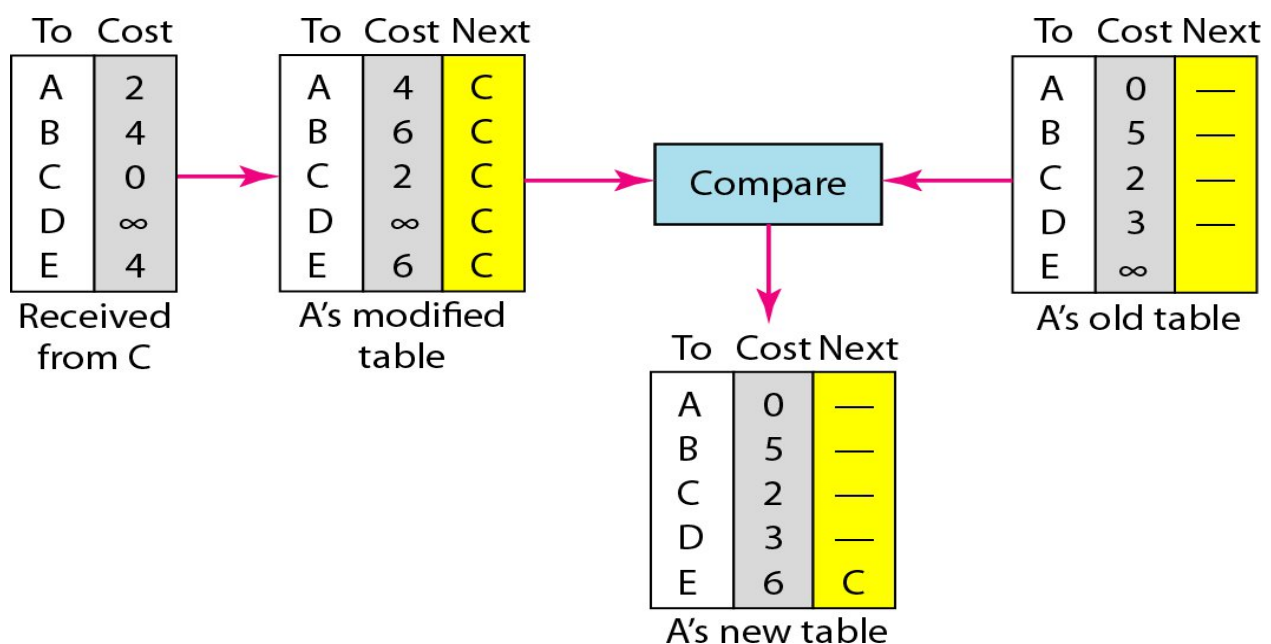 To Cost
A 2
B 4
C 0
D ∞
E 4
Received
from C
To Cost Next
A 4 C
B 6 C
C 2 C
D ∞ C
E 6 C
A's modified
table
Compare
To Cost Next
A 0 —
B 5 —
C 2 —
D 3 —
E ∞
A's old table
To Cost Next
A 0 —
B 5 —
C 2 —
D 3 —
E 6 C
A's new table